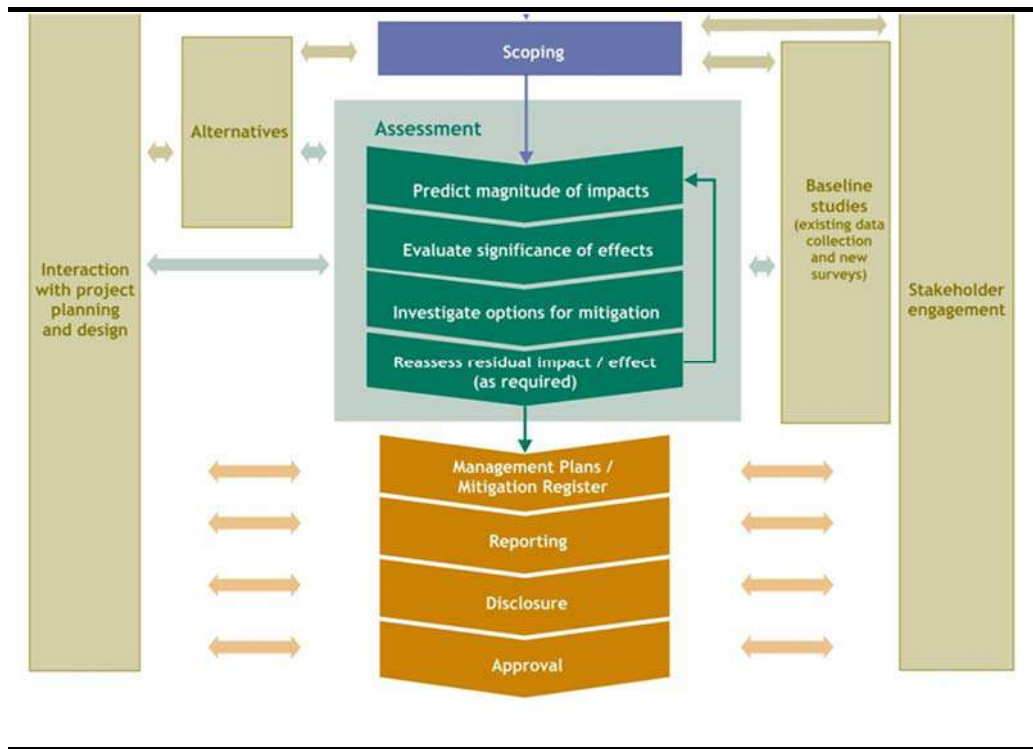 Scoping
Assessment
Alternatives
Predict magnitude of impacts
Evaluate significance of effects
Investigate options for mitigation
Reassess residual impact / effect
(as required)
Baseline
studies
(existing data
collection
and new
surveys)
Interaction
with project
planning
and design
Stakeholder
engagement
Management Plans /
Mitigation Register
Reporting
Disclosure
Approval